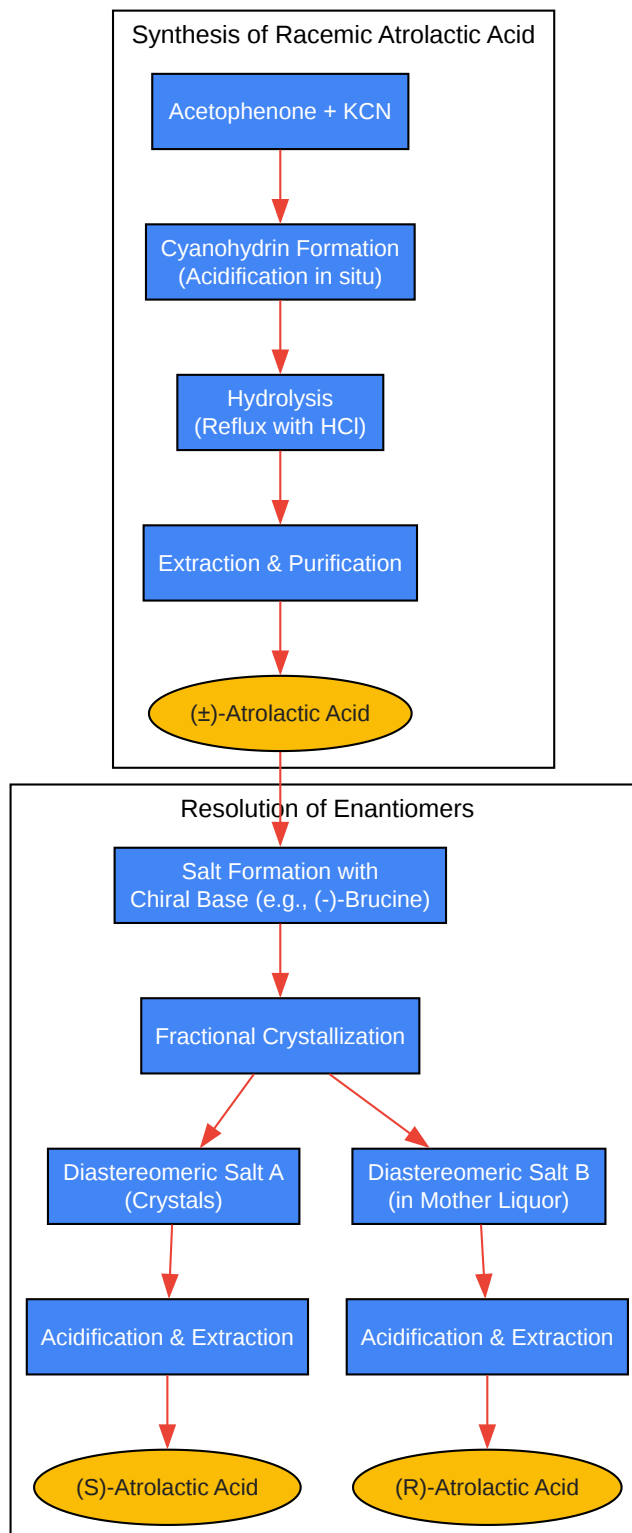 Synthesis of Racemic Atrolactic Acid
Acetophenone + KCN
Cyanohydrin Formation
(Acidification in situ)
Hydrolysis
(Reflux with HCl)
Extraction & Purification
(±)-Atrolactic Acid
Resolution of Enantiomers
Salt Formation with
Chiral Base (e.g., (-)-Brucine)
Fractional Crystallization
Diastereomeric Salt A
(Crystals)
Diastereomeric Salt B
(in Mother Liquor)
Acidification & Extraction
Acidification & Extraction
(S)-Atrolactic Acid
(R)-Atrolactic Acid